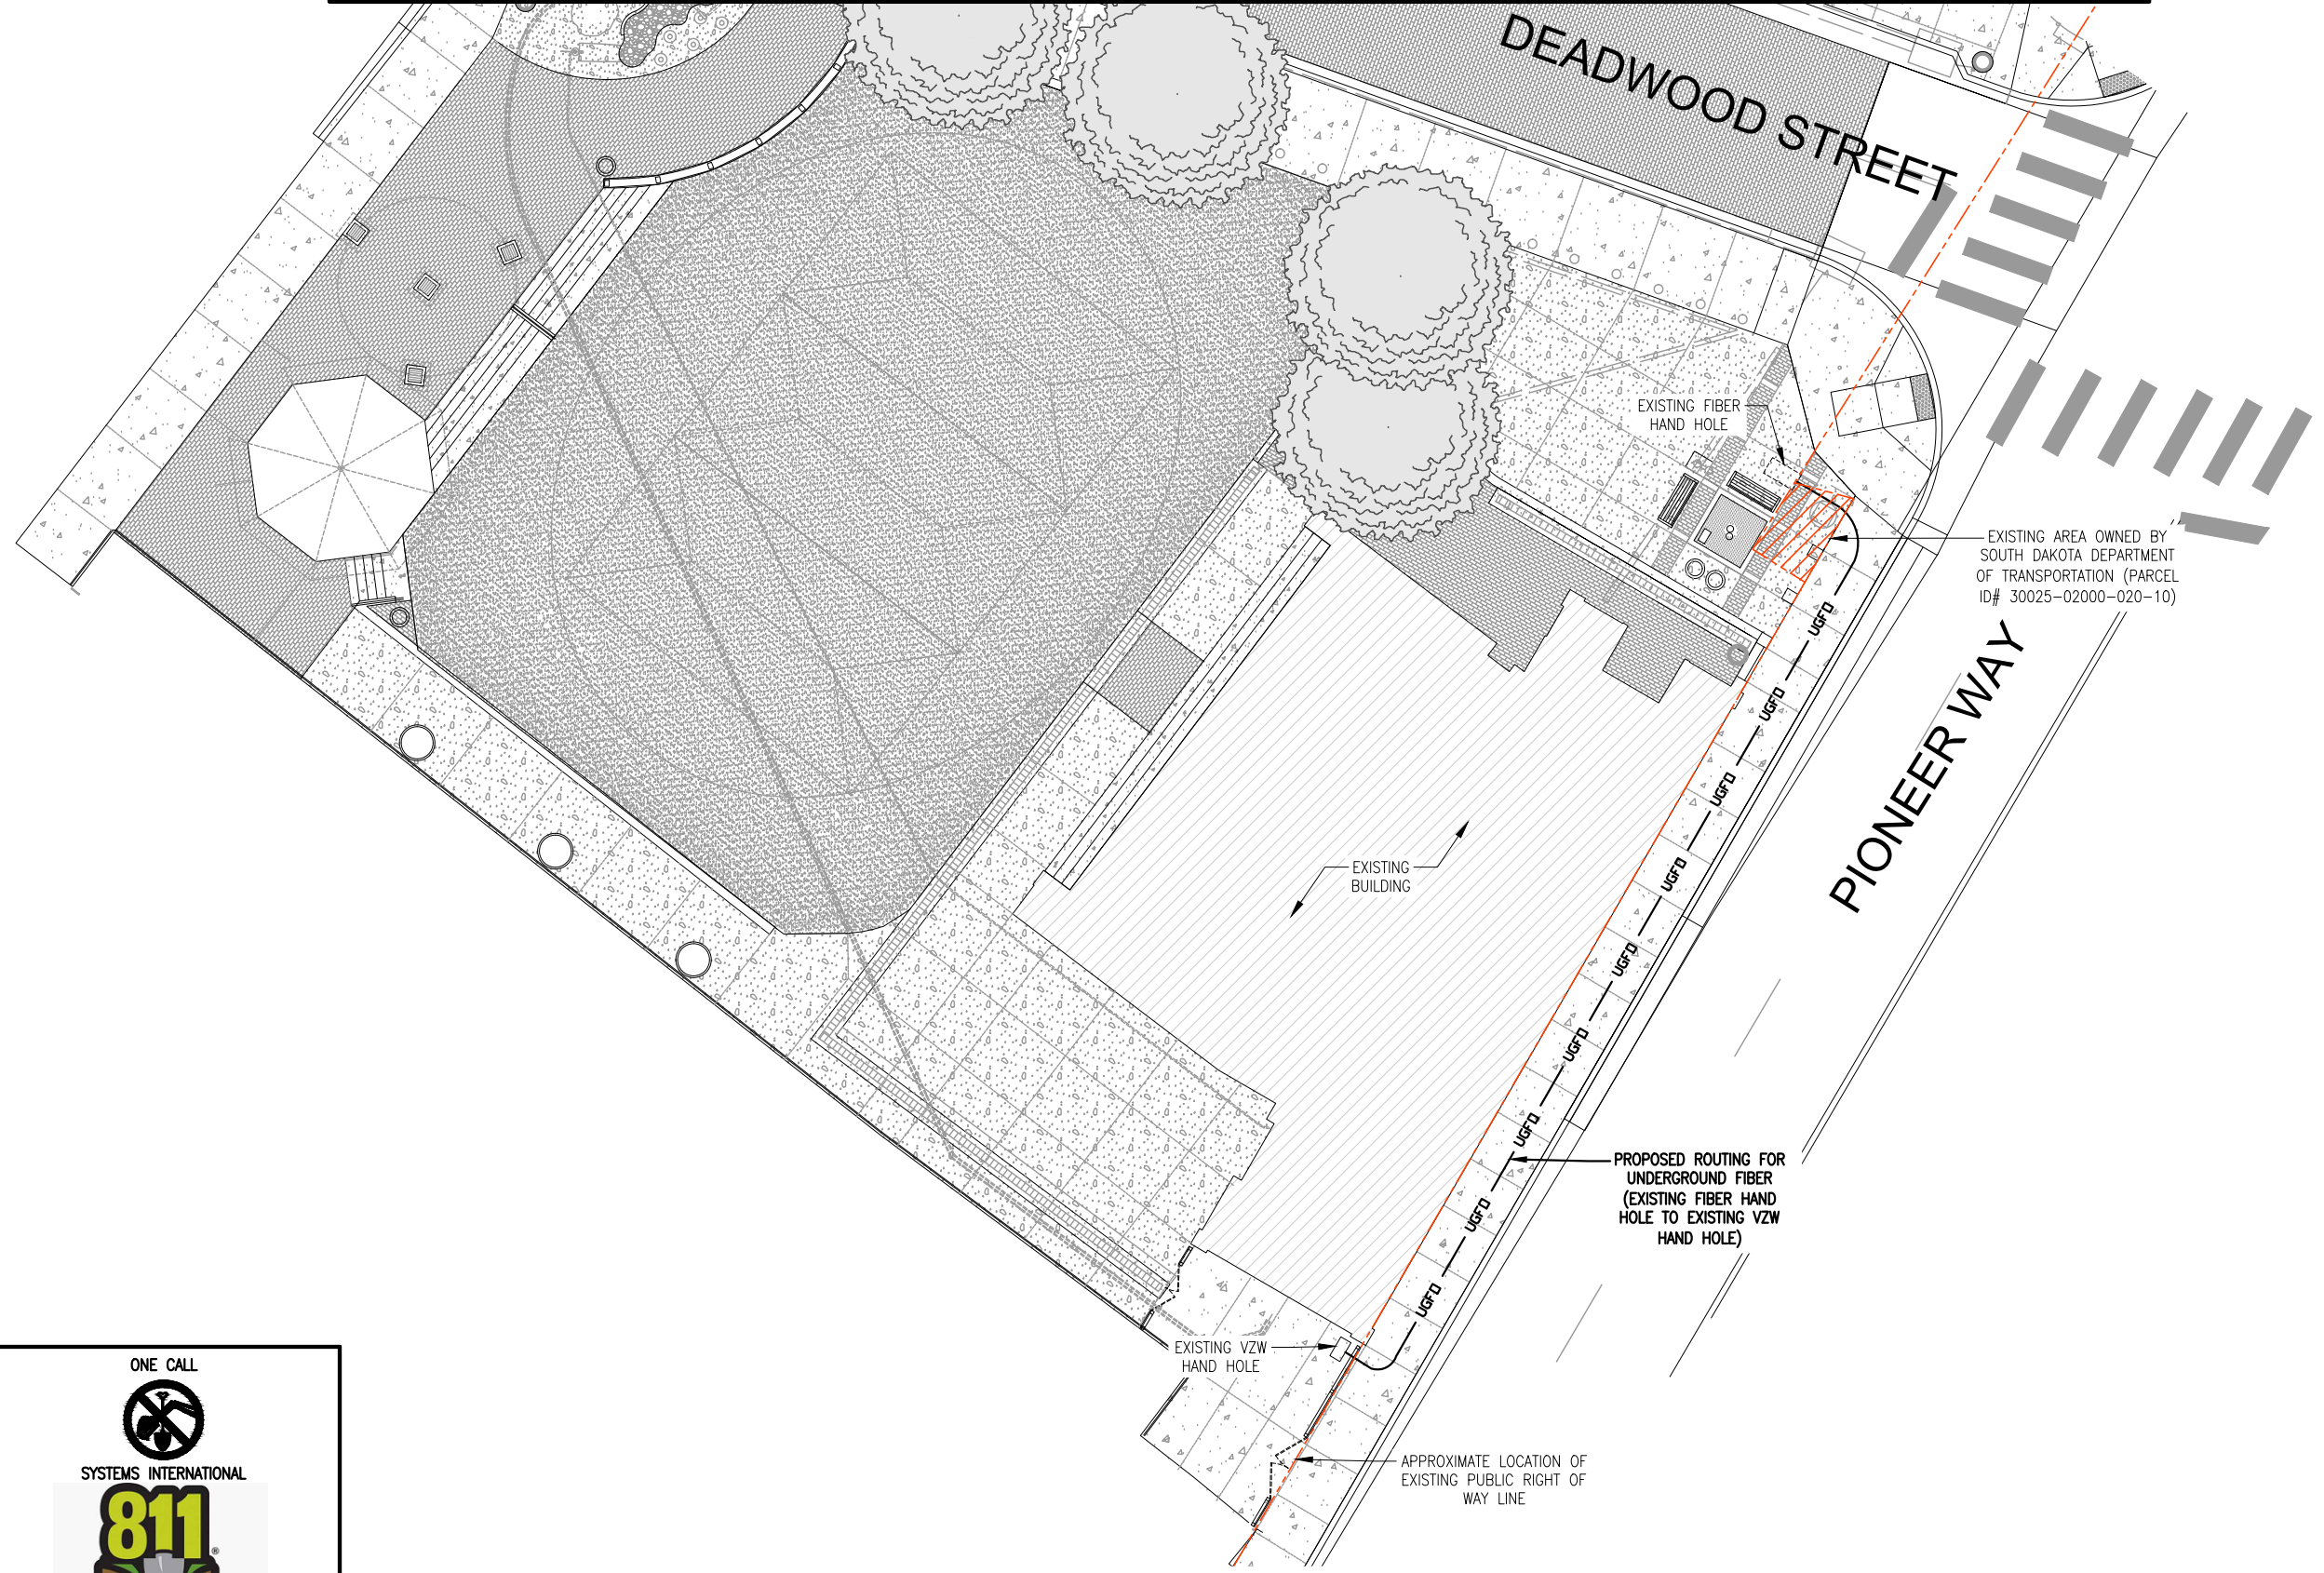 DEADWOOD STREET
EXISTING FIBER
HAND HOLE
EXISTING AREA OWNED BY
SOUTH DAKOTA DEPARTMENT
OF TRANSPORTATION (PARCEL
ID# 30025-02000-020-10)
UGFO
UGFO
PIONEER WAY
UGFO
EXISTING
BUILDING
UGFO
UGFO
UGFO
UGFO
PROPOSED ROUTING FOR
UNDERGROUND FIBER
(EXISTING FIBER HAND
HOLE TO EXISTING VZW
HAND HOLE)
UGFO
UGFO
EXISTING VZW
HAND HOLE
APPROXIMATE LOCATION OF
EXISTING PUBLIC RIGHT OF
WAY LINE
ONE CALL
SYSTEMS INTERNATIONAL
811®